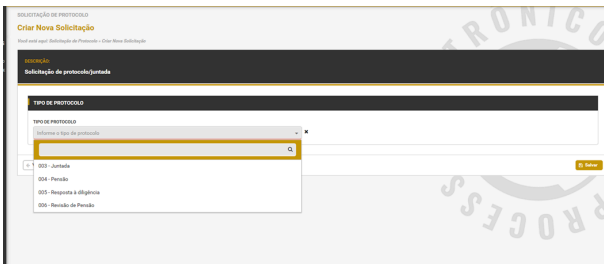 SOLICITAÇÃO DE PROTOCOLO
Criar Nova Solicitação
Você está aqui: Solicitação de Protocolo » Criar Nova Solicitação
DESCRIÇÃO:
Solicitação de protocolo/juntada
TIPO DE PROTOCOLO
TIPO DE PROTOCOLO
Informe o tipo de protocolo
003 - Juntada
004 - Pensão
005 - Resposta à diligência
006 - Revisão de Pensão
Salvar
TRONICO
PROCESS